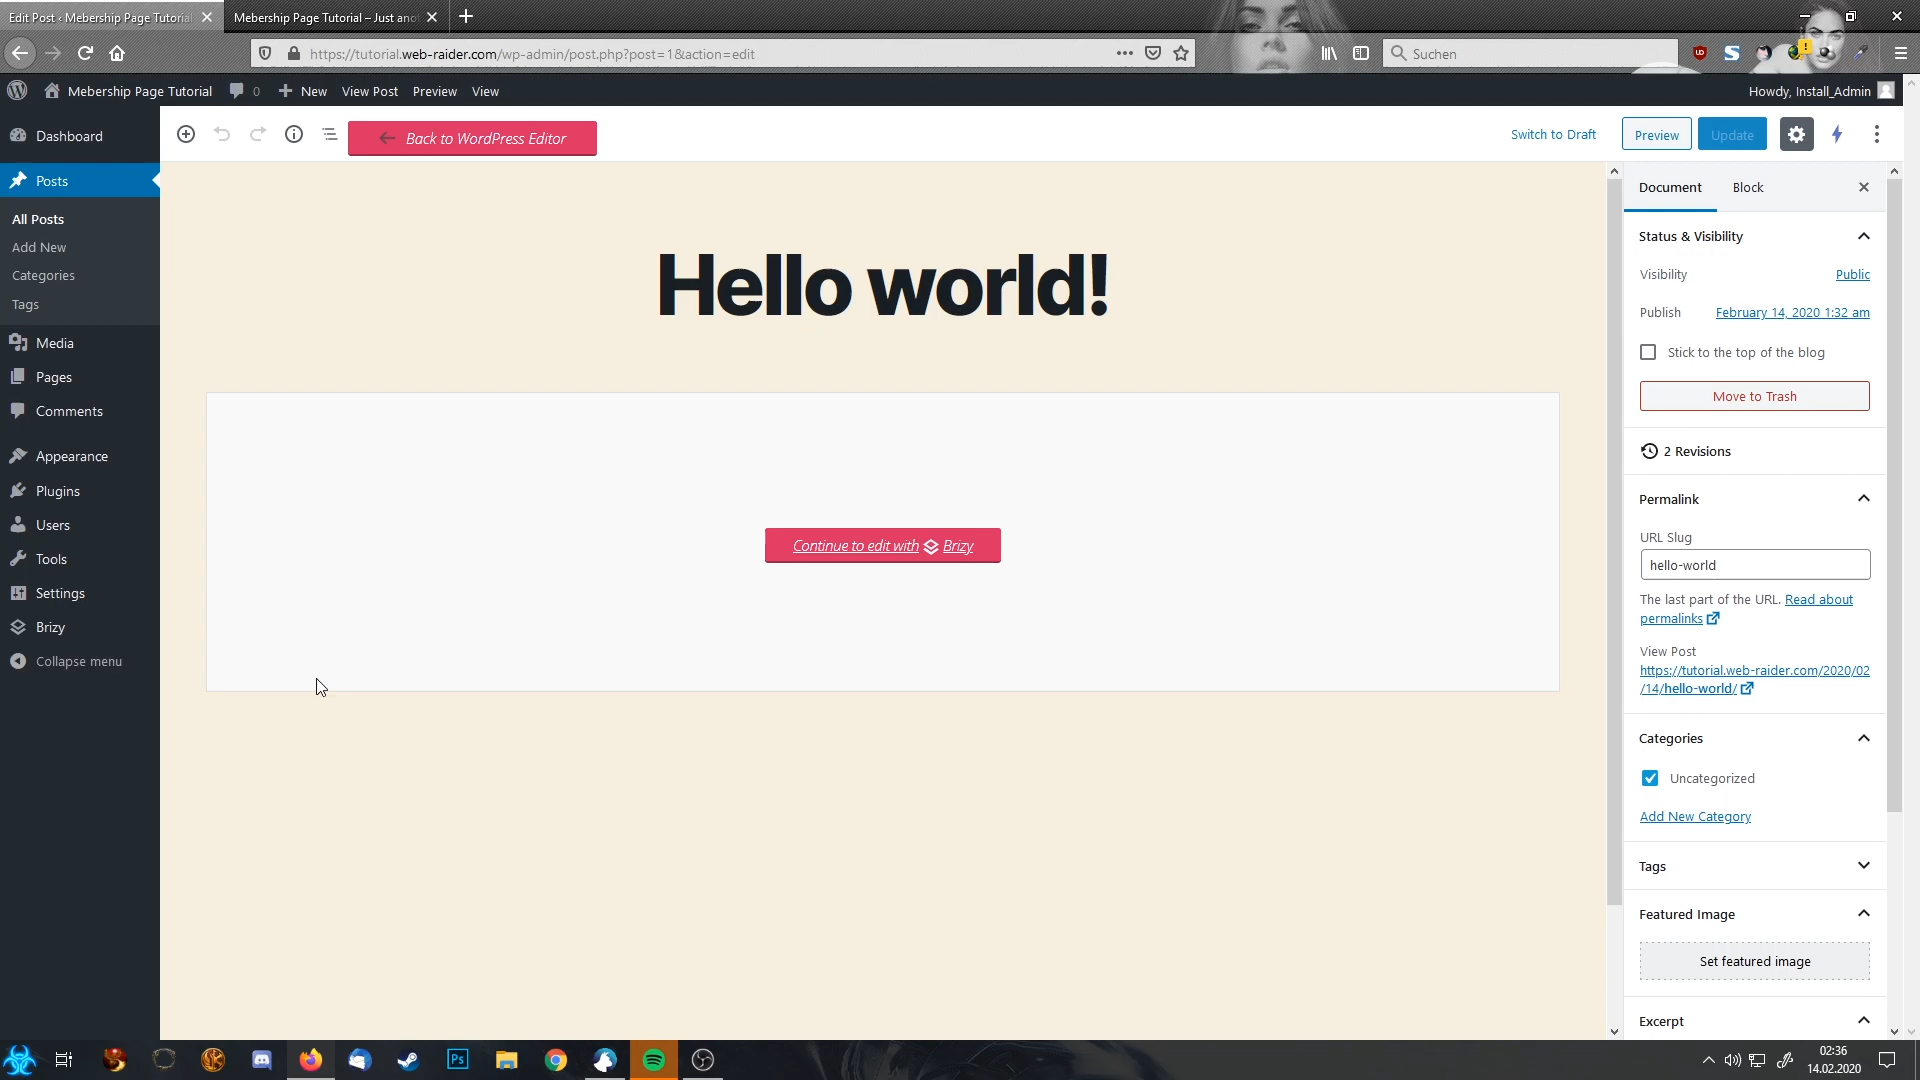 Edit Post ‹ Mebership Page Tutorial
Mebership Page Tutorial – Just ano
https://tutorial.web-raider.com/wp-admin/post.php?post=1&action=edit
Suchen
Mebership Page Tutorial
0
New
View Post
Preview
View
Howdy, Install_Admin
Dashboard
Posts
All Posts
Add New
Categories
Tags
Media
Pages
Comments
Appearance
Plugins
Users
Tools
Settings
Brizy
Collapse menu
Back to WordPress Editor
Switch to Draft
Preview
Update
Hello world!
Continue to edit with Brizy
Document
Block
Status & Visibility
Visibility
Public
Publish
February 14, 2020 1:32 am
Stick to the top of the blog
Move to Trash
2 Revisions
Permalink
URL Slug
hello-world
The last part of the URL. Read about
permalinks
View Post
https://tutorial.web-raider.com/2020/02
/14/hello-world/
Categories
Uncategorized
Add New Category
Tags
Featured Image
Set featured image
Excerpt
Ps
02:36
14.02.2020